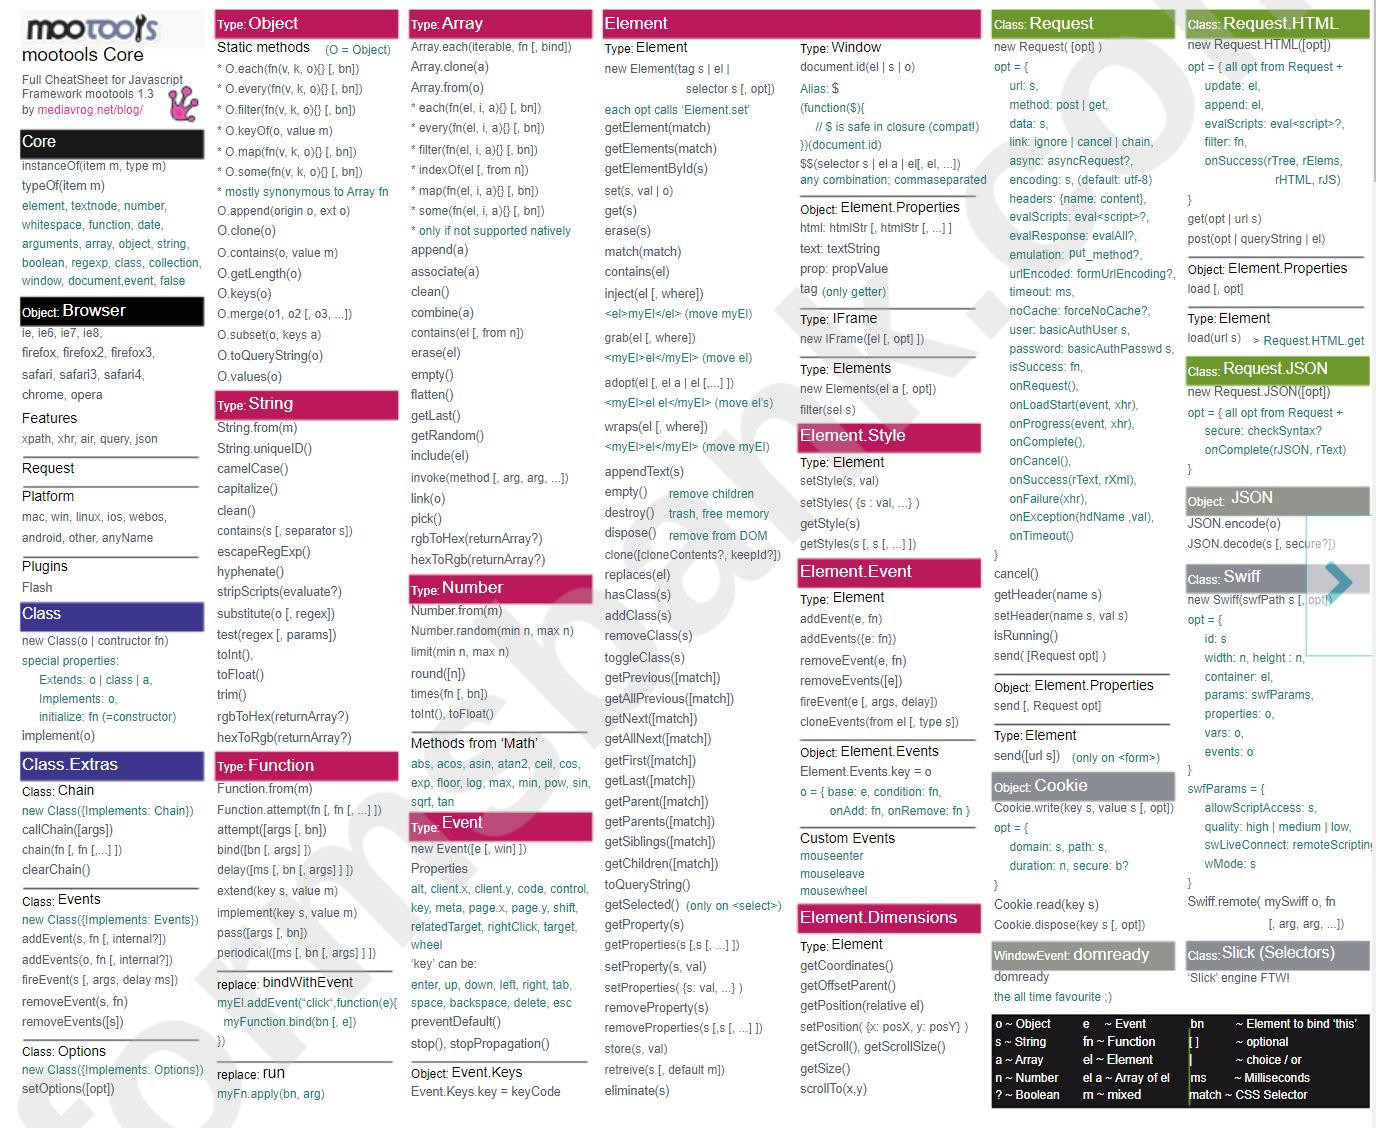 mootools
mootools Core
Full CheatSheet for Javascript
Framework mootools 1.3
by mediavrog.net/blog/
Core
instanceOf(item m, type m)
typeOf(item m)
element, textnode, number,
whitespace, function, date,
arguments, array, object, string,
boolean, regexp, class, collection,
window, document,event, false
Object: Browser
ie, ie6, ie7, ie8,
firefox, firefox2, firefox3,
safari, safari3, safari4,
chrome, opera
Features
xpath, xhr, air, query, json
Request
Platform
mac, win, linux, ios, webos,
android, other, anyName
Plugins
Flash
Class
new Class(o | contructor fn)
special properties:
Extends: o | class | a,
Implements: o,
initialize: fn (=constructor)
implement(o)
Class.Extras
Class: Chain
new Class({Implements: Chain})
callChain([args])
chain(fn [, fn [,...] ])
clearChain()
Class: Events
new Class({Implements: Events})
addEvent(s, fn [, internal?])
addEvents(o, fn [, internal?])
fireEvent(s [, args, delay ms])
removeEvent(s, fn)
removeEvents([s])
Class: Options
new Class({Implements: Options})
setOptions([opt])
Type: Object
Static methods (O = Object)
* O.each(fn(v, k, o){} [, bn])
* O.every(fn(v, k, o){} [, bn])
* O.filter(fn(v, k, o){} [, bn])
* O.keyOf(o, value m)
* O.map(fn(v, k, o){} [, bn])
* O.some(fn(v, k, o){} [, bn])
* mostly synonymous to Array fn
O.append(origin o, ext o)
O.clone(o)
O.contains(o, value m)
O.getLength(o)
O.keys(o)
O.merge(o1, o2 [, o3, ...])
O.subset(o, keys a)
O.toQueryString(o)
O.values(o)
Type: String
String.from(m)
String.uniqueID()
camelCase()
capitalize()
clean()
contains(s [, separator s])
escapeRegExp()
hyphenate()
stripScripts(evaluate?)
substitute(o [, regex])
test(regex [, params])
toInt(),
toFloat()
trim()
rgbToHex(returnArray?)
hexToRgb(returnArray?)
Type: Function
Function.from(m)
Function.attempt(fn [, fn [,...] ])
attempt([args [, bn])
bind([bn [, args] ])
delay([ms [, bn [, args] ] ])
extend(key s, value m)
implement(key s, value m)
pass([args [, bn])
periodical([ms [, bn [, args] ] ])
replace: bindWithEvent
myEl.addEvent("click",function(e){
myFunction.bind(bn [, e])
})
replace: run
myFn.apply(bn, arg)
Type: Array
Array.each(iterable, fn [, bind])
Array.clone(a)
Array.from(o)
* each(fn(el, i, a){} [, bn])
* every(fn(el, i, a){} [, bn])
* filter(fn(el, i, a){} [, bn])
* indexOf(el [, from n])
* map(fn(el, i, a){} [, bn])
* some(fn(el, i, a){} [, bn])
* only if not supported natively
append(a)
associate(a)
clean()
combine(a)
contains(el [, from n])
erase(el)
empty()
flatten()
getLast()
getRandom()
include(el)
invoke(method [, arg, arg, ...])
link(o)
pick()
rgbToHex(returnArray?)
hexToRgb(returnArray?)
Type: Number
Number.from(m)
Number.random(min n, max n)
limit(min n, max n)
round([n])
times(fn [, bn])
toInt(), toFloat()
Methods from ‘Math’
abs, acos, asin, atan2, ceil, cos,
exp, floor, log, max, min, pow, sin,
sqrt, tan
Type: Event
new Event([e [, win] ])
Properties
alt, client.x, client.y, code, control,
key, meta, page.x, page.y, shift,
relatedTarget, rightClick, target,
wheel
‘key’ can be:
enter, up, down, left, right, tab,
space, backspace, delete, esc
preventDefault()
stop(), stopPropagation()
Object: Event.Keys
Event.Keys.key = keyCode
Element
Type: Element
new Element(tag s | el |
selector s [, opt])
each opt calls ‘Element.set’
getElement(match)
getElements(match)
getElementById(s)
set(s, val | o)
get(s)
erase(s)
match(match)
contains(el)
inject(el [, where])
<el>myEl</el> (move myEl)
grab(el [, where])
<myEl>el</myEl> (move el)
adopt(el [, el a | el [,...] ])
<myEl>el el</myEl> (move el's)
wraps(el [, where])
<myEl>el</myEl> (move myEl)
appendText(s)
empty() remove children
destroy() trash, free memory
dispose() remove from DOM
clone([cloneContents?, keepId?])
replaces(el)
hasClass(s)
addClass(s)
removeClass(s)
toggleClass(s)
getPrevious([match])
getAllPrevious([match])
getNext([match])
getAllNext([match])
getFirst([match])
getLast([match])
getParent([match])
getParents([match])
getSiblings([match])
getChildren([match])
toQueryString()
getSelected() (only on <select>)
getProperty(s)
getProperties(s [,s [, ...] ])
setProperty(s, val)
setProperties( {s: val, ...} )
removeProperty(s)
removeProperties(s [,s [, ...] ])
store(s, val)
retreive(s [, default m])
eliminate(s)
Type: Window
document.id(el | s | o)
Alias: $
(function($){
// $ is safe in closure (compat!)
})(document.id)
$$(selector s | el a | el[, el, ...])
any combination; commaseparated
Object: Element.Properties
html: htmlStr [, htmlStr [, ...] ]
text: textString
prop: propValue
tag (only getter)
Type: IFrame
new IFrame([el [, opt] ])
Type: Elements
new Elements(el a [, opt])
filter(sel s)
Element.Style
Type: Element
setStyle(s, val)
setStyles( {s : val, ...} )
getStyle(s)
getStyles(s [, s [, ...] ])
Element.Event
Type: Element
addEvent(e, fn)
addEvents({e: fn})
removeEvent(e, fn)
removeEvents([e])
fireEvent(e [, args, delay])
cloneEvents(from el [, type s])
Object: Element.Events
Element.Events.key = o
o = { base: e, condition: fn,
onAdd: fn, onRemove: fn }
Custom Events
mouseenter
mouseleave
mousewheel
Element.Dimensions
Type: Element
getCoordinates()
getOffsetParent()
getPosition(relative el)
setPosition( {x: posX, y: posY} )
getScroll(), getScrollSize()
getSize()
scrollTo(x,y)
Class: Request
new Request( [opt] )
opt = {
url: s,
method: post | get,
data: s,
link: ignore | cancel | chain,
async: asyncRequest?,
encoding: s, (default: utf-8)
headers: {name: content},
evalScripts: eval<script>?,
evalResponse: evalAll?,
emulation: put_method?,
urlEncoded: formUrlEncoding?,
timeout: ms,
noCache: forceNoCache?,
user: basicAuthUser s,
password: basicAuthPasswd s,
isSuccess: fn,
onRequest(),
onLoadStart(event, xhr),
onProgress(event, xhr),
onComplete(),
onCancel(),
onSuccess(rText, rXml),
onFailure(xhr),
onException(hdName ,val),
onTimeout()
}
cancel()
getHeader(name s)
setHeader(name s, val s)
isRunning()
send( [Request opt] )
Object: Element.Properties
send [, Request opt]
Type: Element
send([url s]) (only on <form>)
Object: Cookie
Cookie.write(key s, value s [, opt])
opt = {
domain: s, path: s,
duration: n, secure: b?
}
Cookie.read(key s)
Cookie.dispose(key s [, opt])
WindowEvent: domready
domready
the all time favourite ;)
Class: Request.HTML
new Request.HTML([opt])
opt = { all opt from Request +
update: el,
append: el,
evalScripts: eval<script>?,
filter: fn,
onSuccess(rTree, rElems,
rHTML, rJS)
}
get(opt | url s)
post(opt | queryString | el)
Object: Element.Properties
load [, opt]
Type: Element
load(url s) > Request.HTML.get
Class: Request.JSON
new Request.JSON([opt])
opt = { all opt from Request +
secure: checkSyntax?
onComplete(rJSON, rText)
}
Object: JSON
JSON.encode(o)
JSON.decode(s [, secure?])
Class: Swiff
new Swiff(swfPath s [, opt])
opt = {
id: s
width: n, height : n,
container: el,
params: swfParams,
properties: o,
vars: o,
events: o
}
swfParams = {
allowScriptAccess: s,
quality: high | medium | low,
swLiveConnect: remoteScripting
wMode: s
}
Swiff.remote( mySwiff o, fn
[, arg, arg, ...])
Class: Slick (Selectors)
‘Slick’ engine FTW!
o ~ Object e ~ Event bn ~ Element to bind ‘this’
s ~ String fn ~ Function [ ] ~ optional
a ~ Array el ~ Element | ~ choice / or
n ~ Number el a ~ Array of el ms ~ Milliseconds
? ~ Boolean m ~ mixed match ~ CSS Selector
formsbank.com